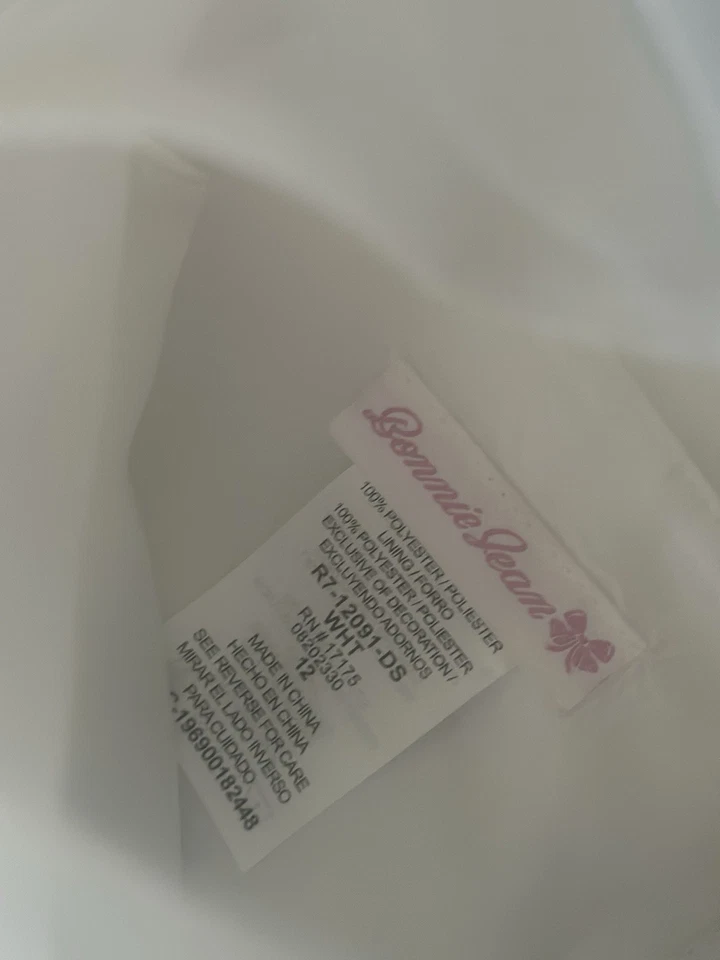 Bonnie Jean
100% POLYESTER/POLIESTER
LINING/FORRO
100% POLYESTER/POLIESTER
EXCLUSIVE OF DECORATION/
EXCLUYENDO ADORNOS
R7-12091-DS
WHT
RN # 17175
08202330
12
MADE IN CHINA
HECHO EN CHINA
SEE REVERSE FOR CARE
MIRAR EL LADO INVERSO
PARA CUIDADO
196900182448